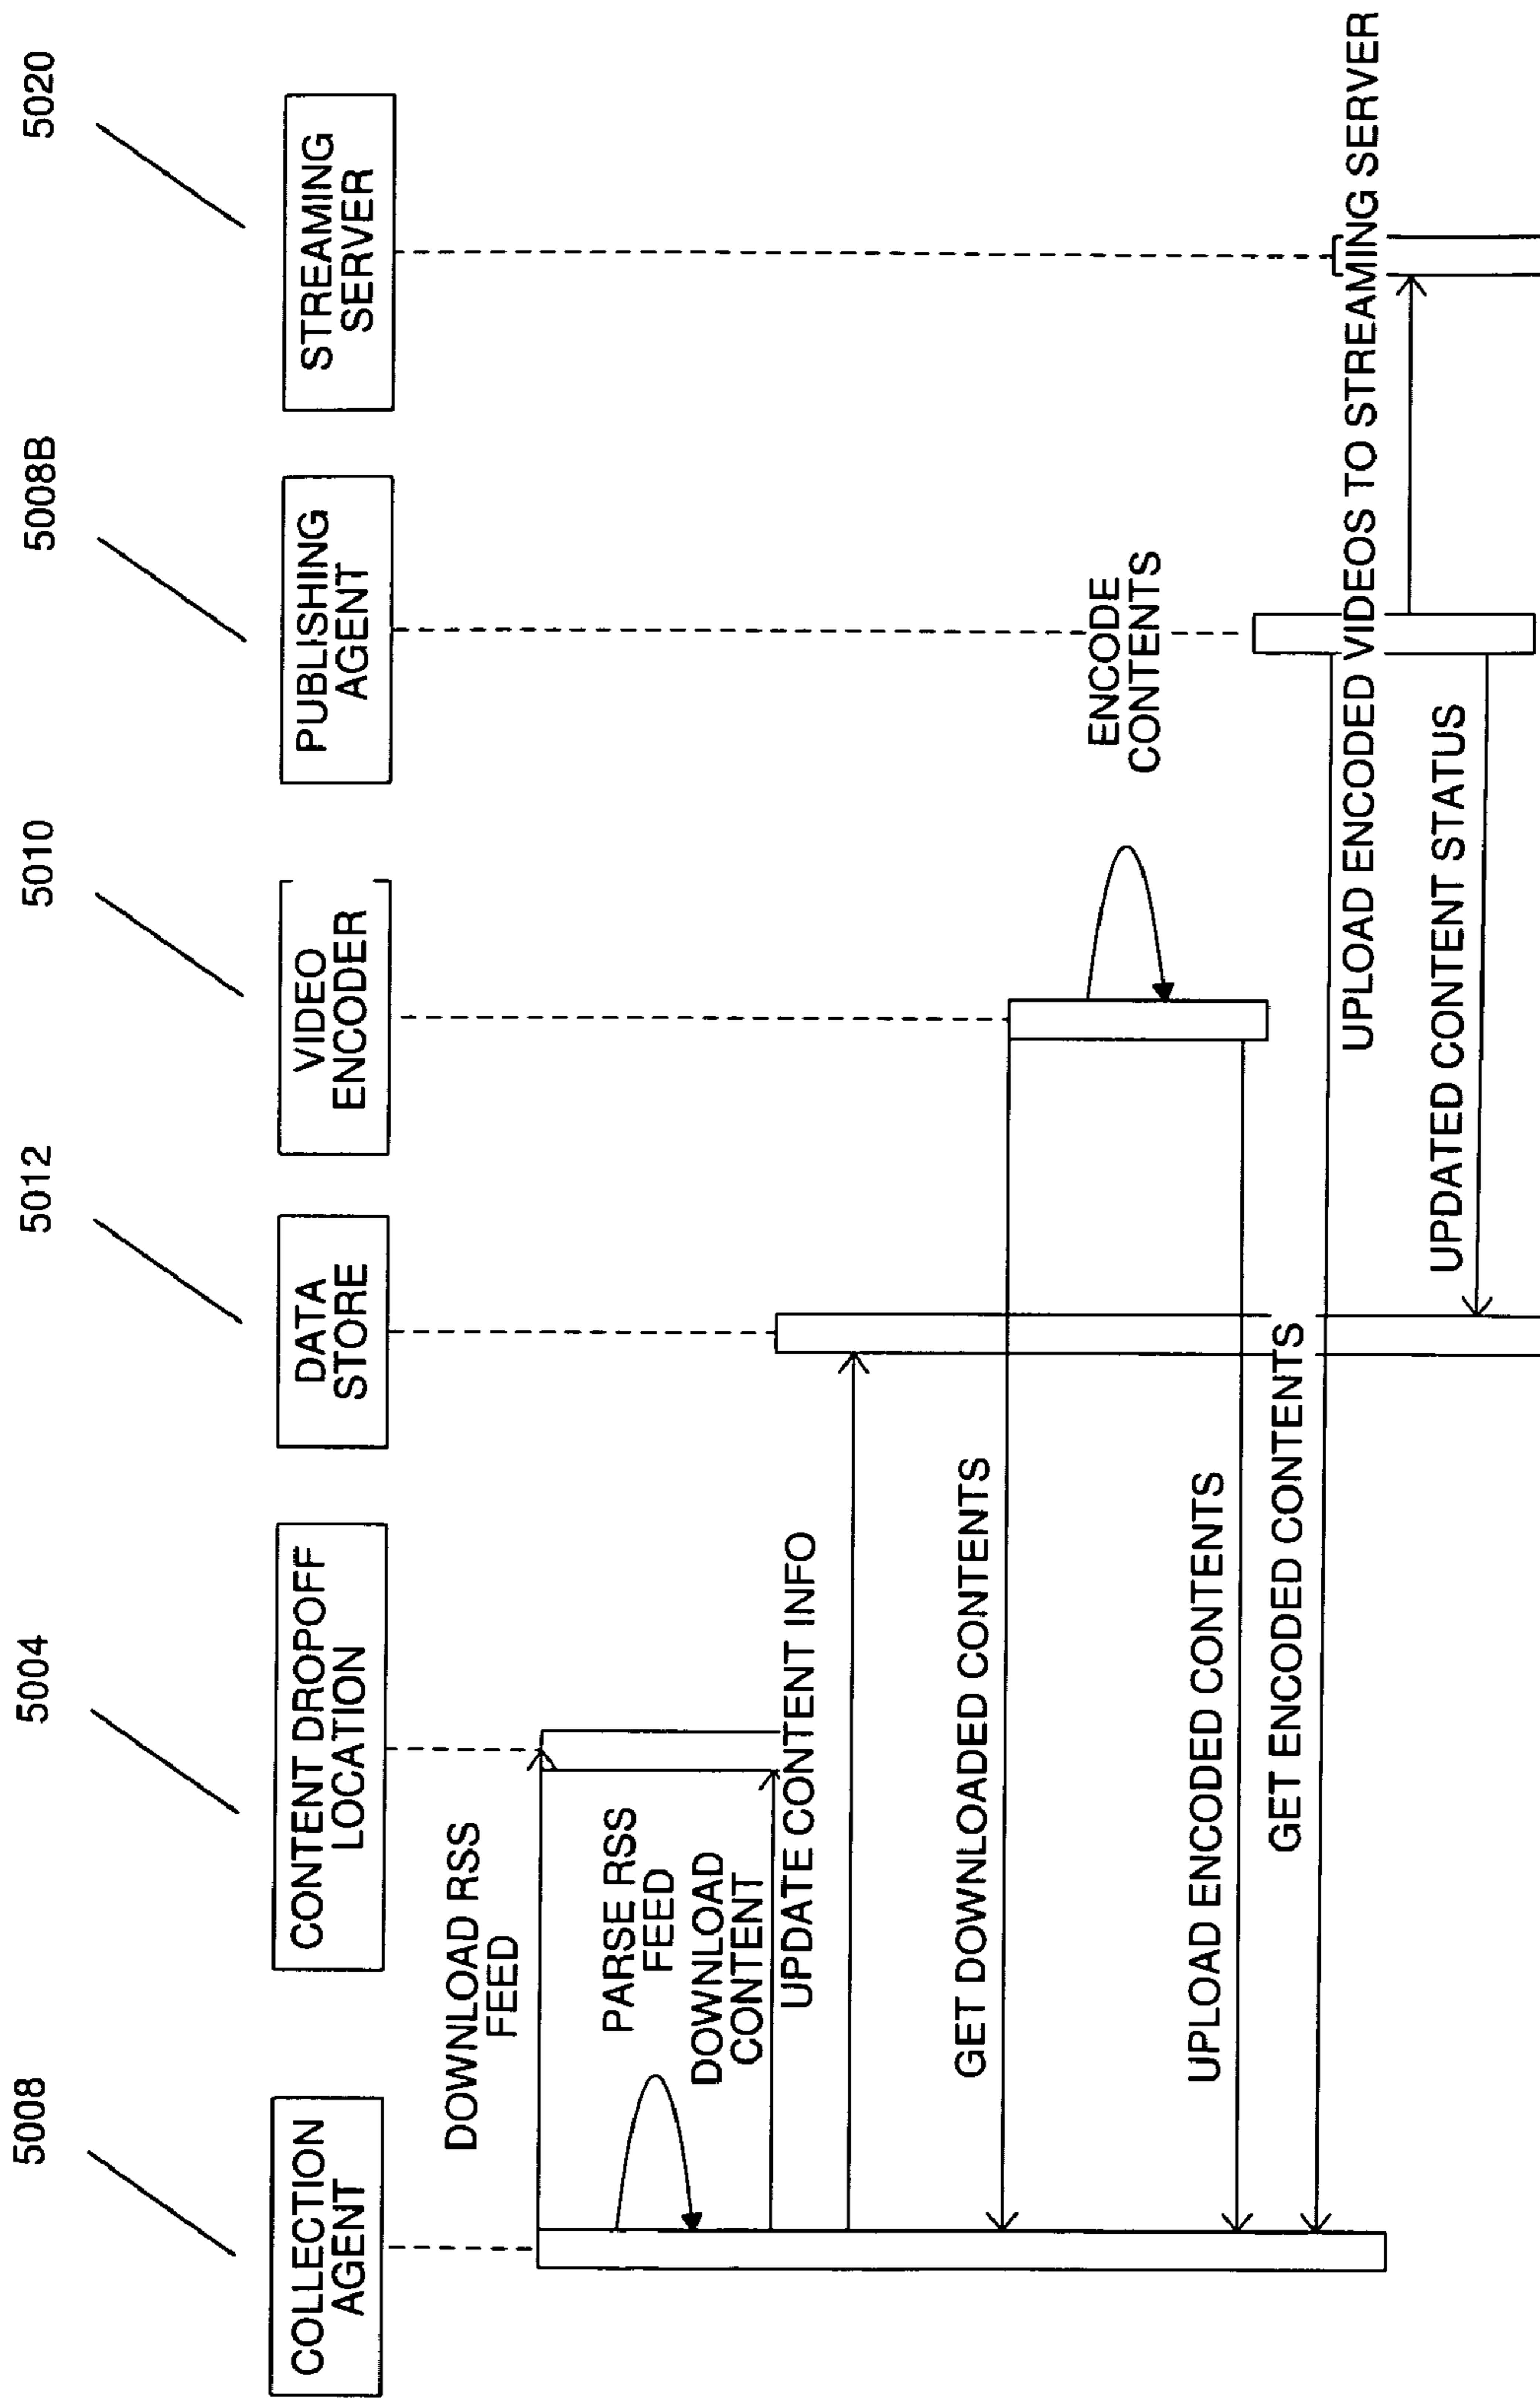 5008
5004
5012
5010
5008B
5020
COLLECTION
AGENT
CONTENT DROPOFF
LOCATION
DATA
STORE
VIDEO
ENCODER
PUBLISHING
AGENT
STREAMING
SERVER
DOWNLOAD RSS
FEED
PARSE RSS
FEED
DOWNLOAD
CONTENT
UPDATE CONTENT INFO
GET DOWNLOADED CONTENTS
ENCODE
CONTENTS
UPLOAD ENCODED CONTENTS
GET ENCODED CONTENTS
UPLOAD ENCODED VIDEOS TO STREAMING SERVER
UPDATED CONTENT STATUS